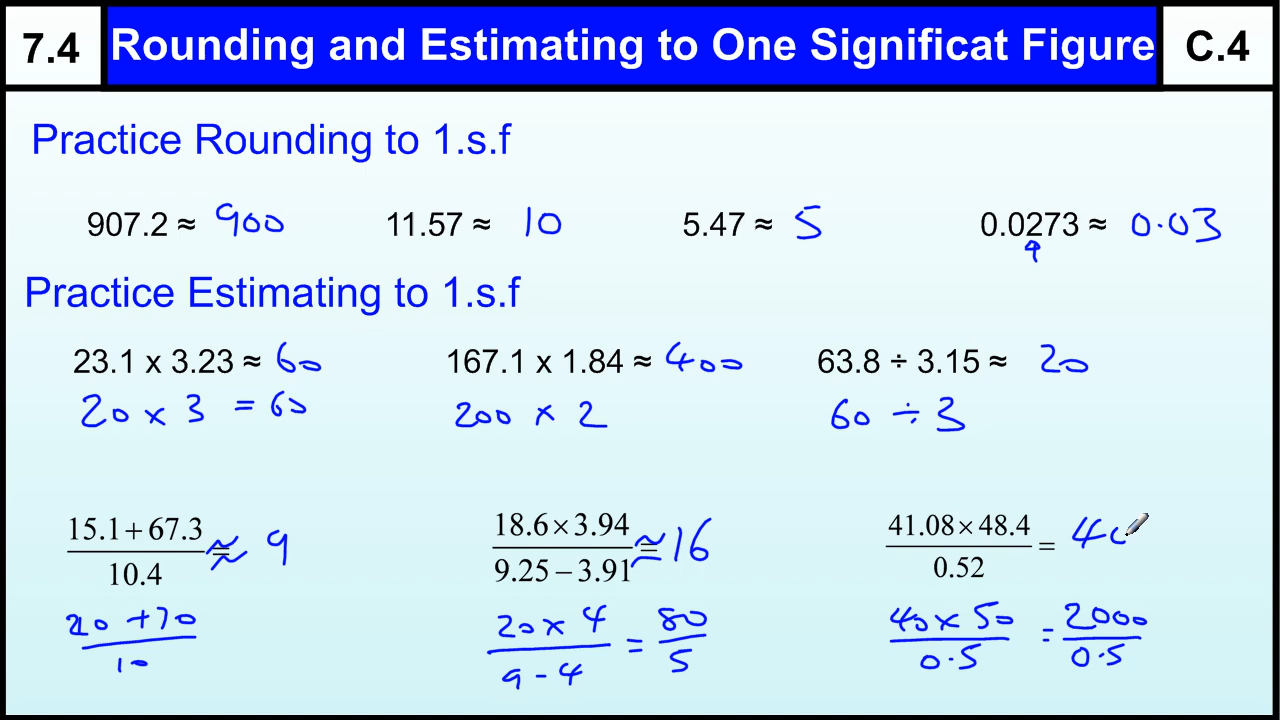 7.4 Rounding and Estimating to One Significat Figure C.4
Practice Rounding to 1.s.f
907.2 ≈ 900 11.57 ≈ 10 5.47 ≈ 5 0.0273 ≈ 0.03
Practice Estimating to 1.s.f
23.1 x 3.23 ≈ 60 167.1 x 1.84 ≈ 400 63.8 ÷ 3.15 ≈ 20
20 x 3 = 60 200 x 2 60 ÷ 3
15.1 + 67.3 18.6 × 3.94 41.08 × 48.4
≈ 9 ≈ 16 = 40
10.4 9.25 − 3.91 0.52
20 + 70 20 x 4 80 40 x 50 2000
= =
10 9 - 4 5 0.5 0.5